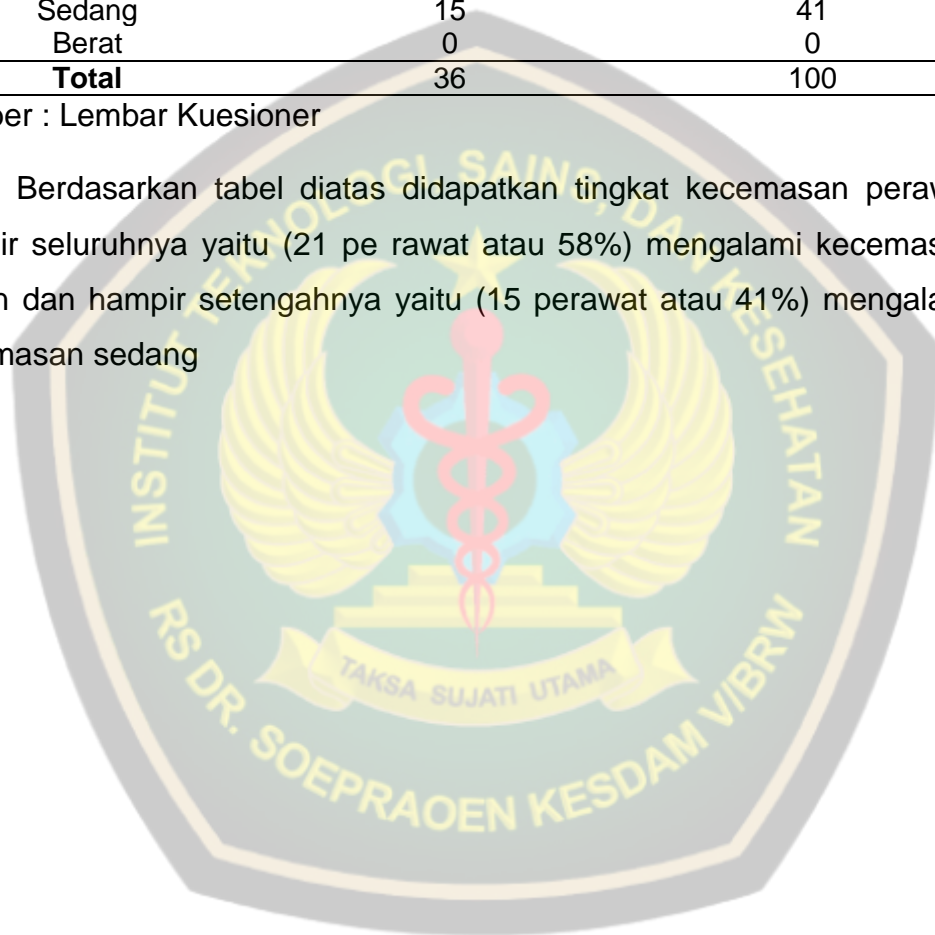 Sedang 15 41
Berat 0 0
Total 36 100
ber : Lembar Kuesioner
Berdasarkan tabel diatas didapatkan tingkat kecemasan peraw
ir seluruhnya yaitu (21 pe rawat atau 58%) mengalami kecemas
n dan hampir setengahnya yaitu (15 perawat atau 41%) mengala
masan sedang
INSTITUT TEKNOLOGI, SAINS, DAN KESEHATAN
TAKSA SUJATI UTAMA
RS DR. SOEPRAOEN KESDAM V/BRW